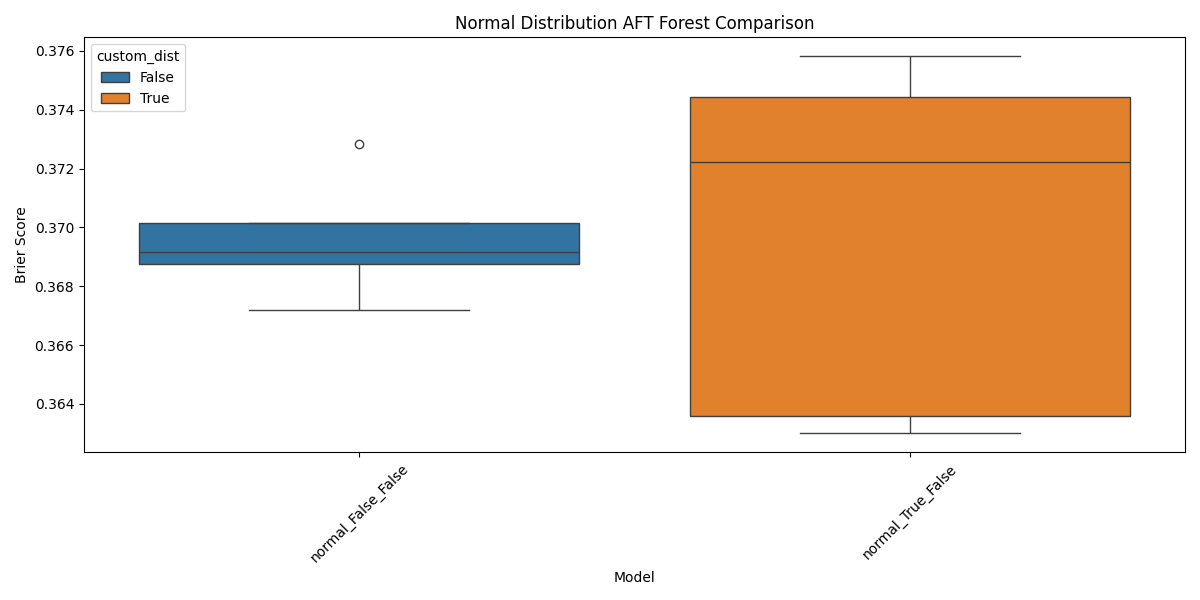 Normal Distribution AFT Forest Comparison
custom_dist
False
True
0.376
0.374
0.372
0.370
0.368
0.366
0.364
Brier Score
normal_False_False
normal_True_False
Model